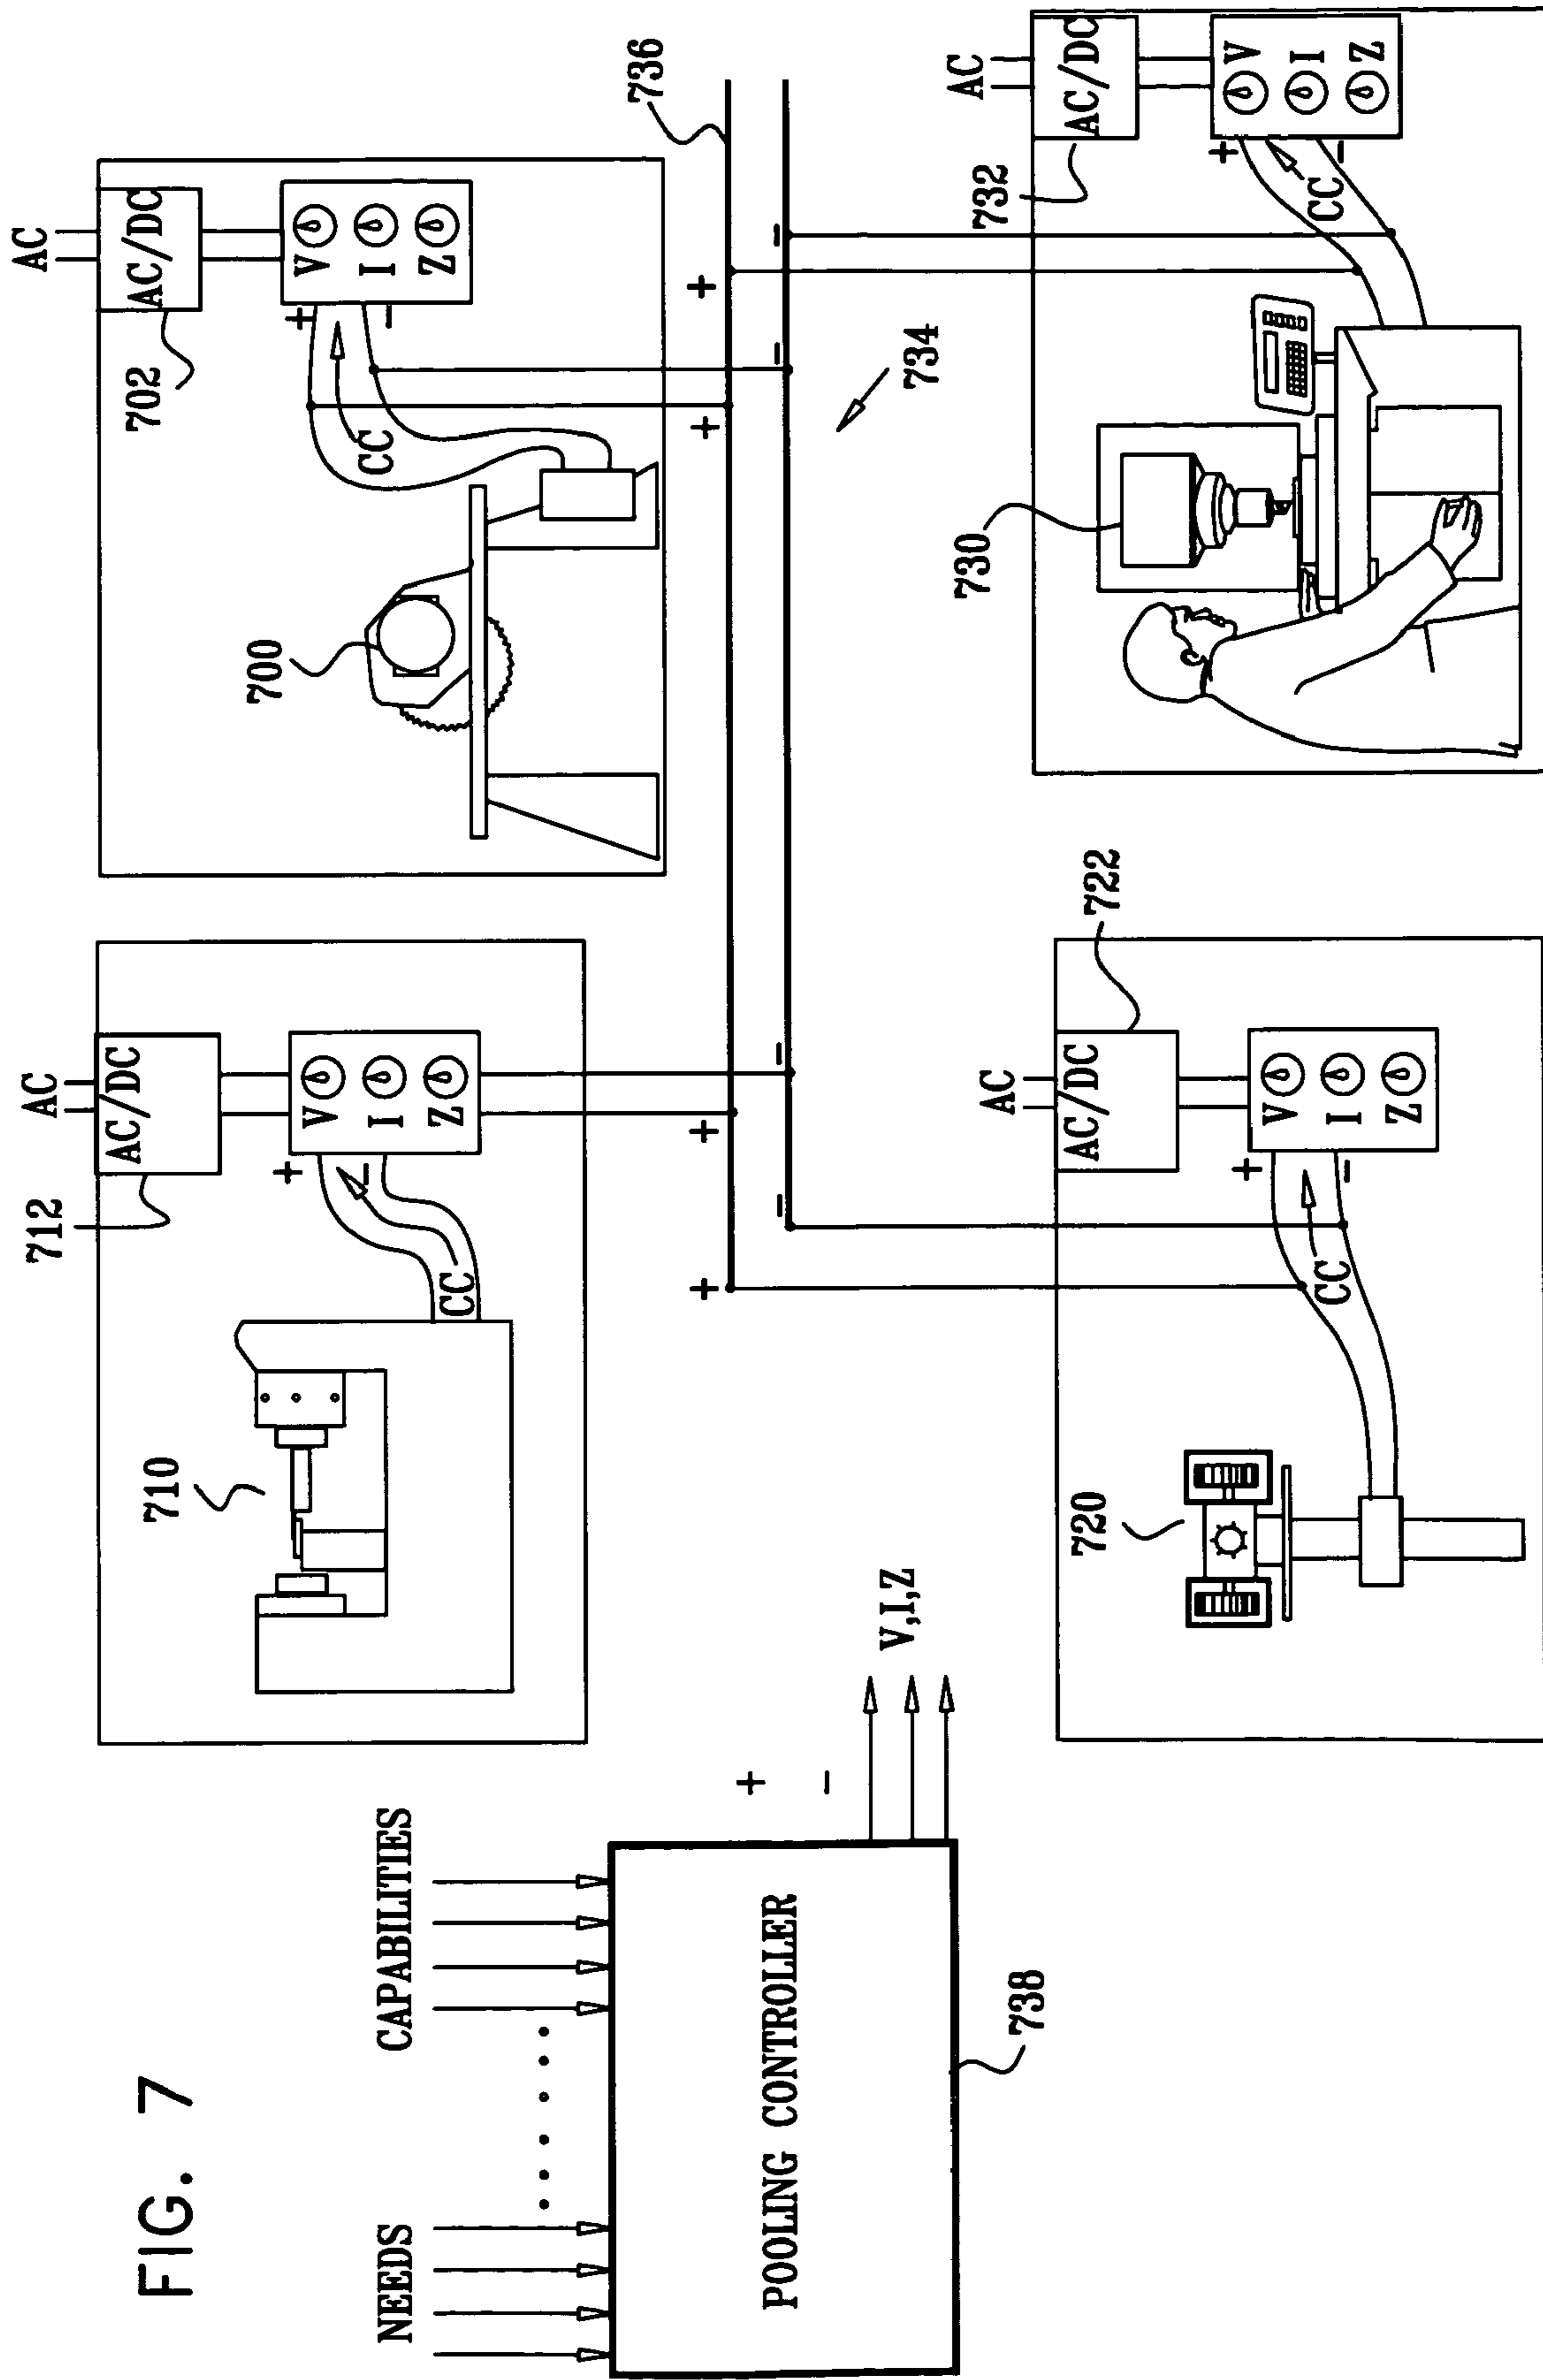 FIG. 7
NEEDS
CAPABILITIES
POOLING CONTROLLER
738
+
-
V,I,Z
710
712
AC
AC/DC
V
I
Z
+
-
CC
+
-
700
702
AC
AC/DC
V
I
Z
+
-
CC
+
-
736
734
720
722
AC
AC/DC
V
I
Z
+
-
CC
+
-
730
732
AC
AC/DC
V
I
Z
+
-
CC
+
-